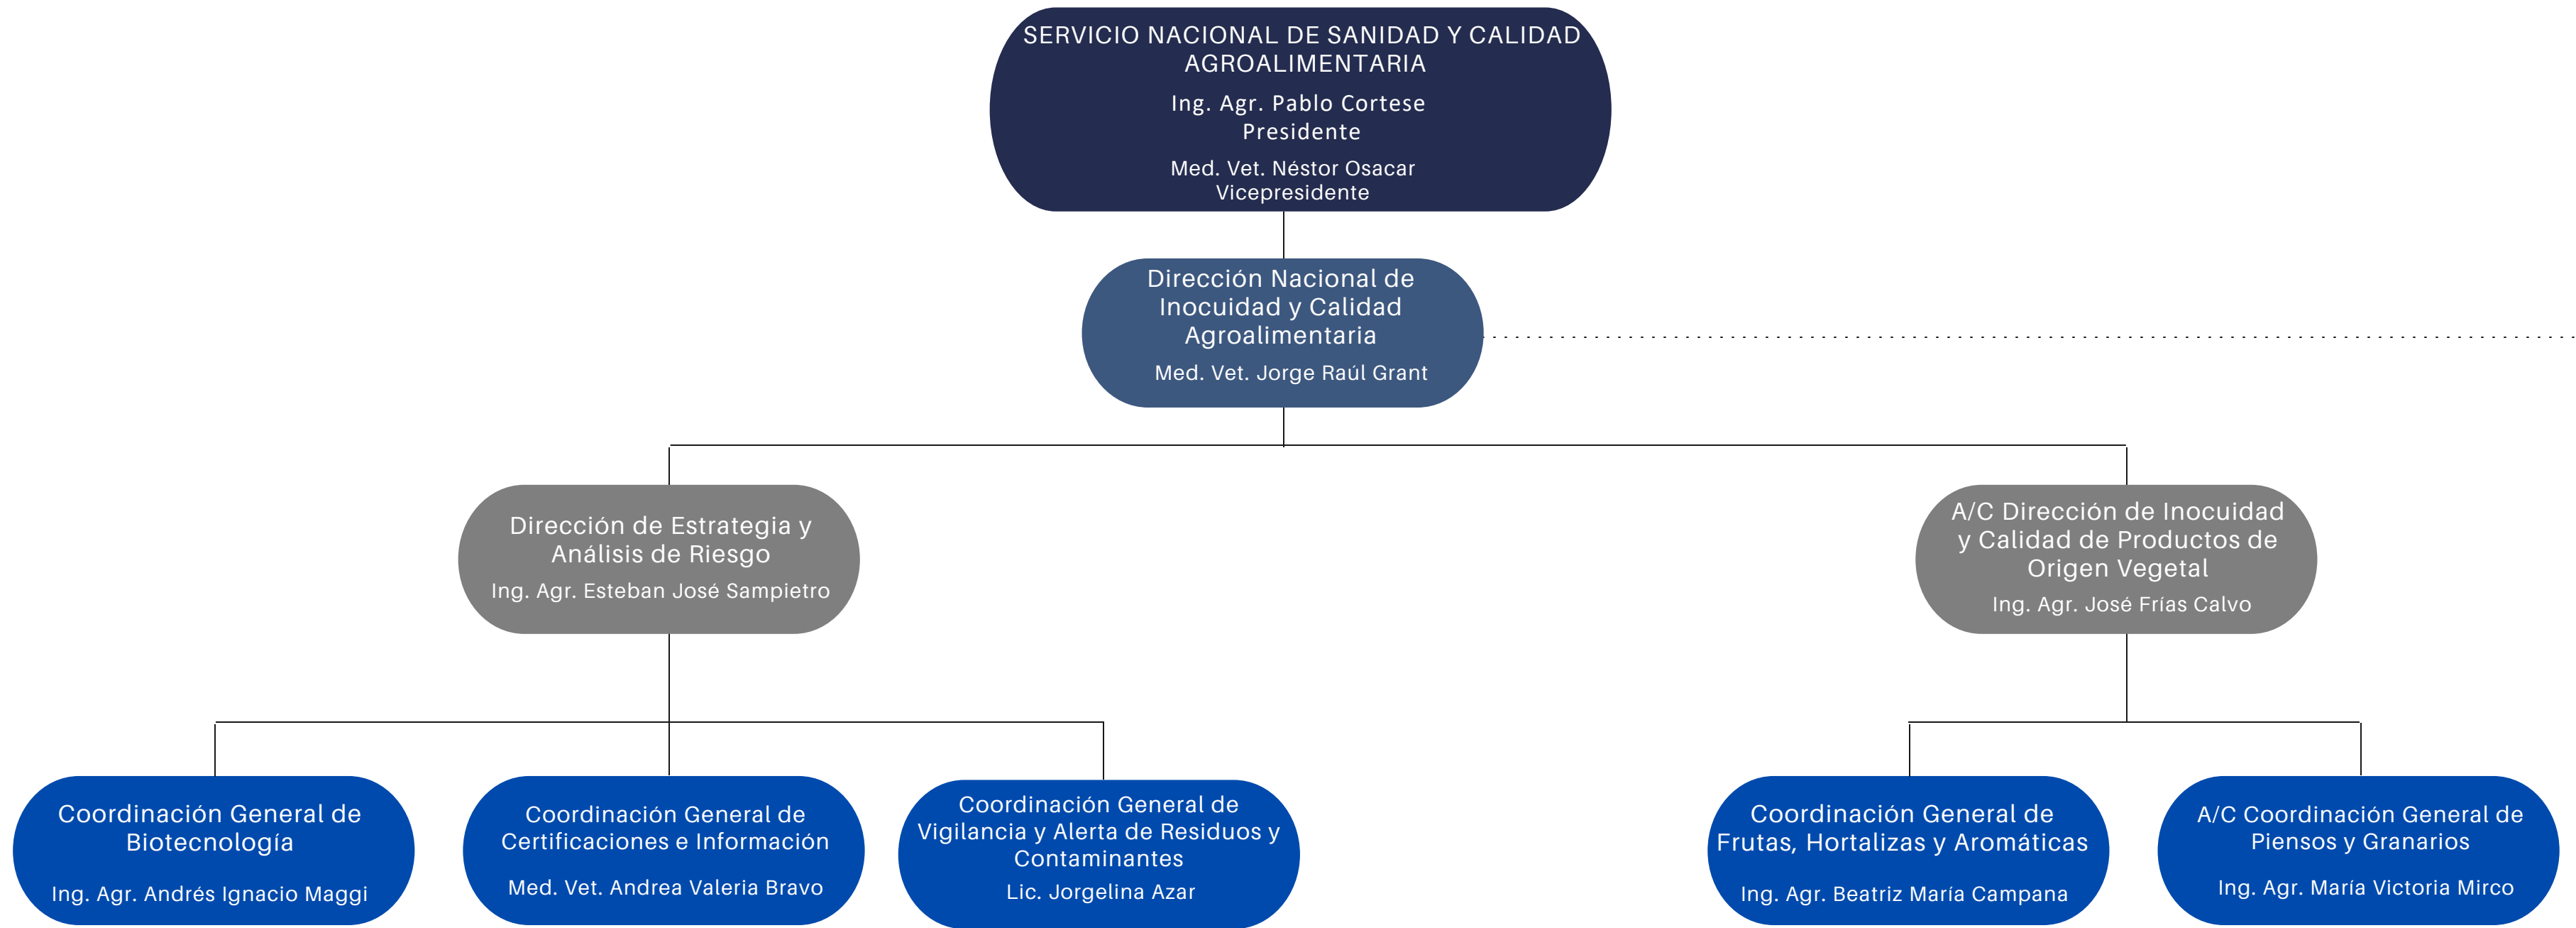 SERVICIO NACIONAL DE SANIDAD Y CALIDAD
AGROALIMENTARIA
Ing. Agr. Pablo Cortese
Presidente
Med. Vet. Néstor Osacar
Vicepresidente
Dirección Nacional de
Inocuidad y Calidad
Agroalimentaria
Med. Vet. Jorge Raúl Grant
Dirección de Estrategia y
Análisis de Riesgo
Ing. Agr. Esteban José Sampietro
A/C Dirección de Inocuidad
y Calidad de Productos de
Origen Vegetal
Ing. Agr. José Frías Calvo
Coordinación General de
Biotecnología
Ing. Agr. Andrés Ignacio Maggi
Coordinación General de
Certificaciones e Información
Med. Vet. Andrea Valeria Bravo
Coordinación General de
Vigilancia y Alerta de Residuos y
Contaminantes
Lic. Jorgelina Azar
Coordinación General de
Frutas, Hortalizas y Aromáticas
Ing. Agr. Beatriz María Campana
A/C Coordinación General de
Piensos y Granarios
Ing. Agr. María Victoria Mirco